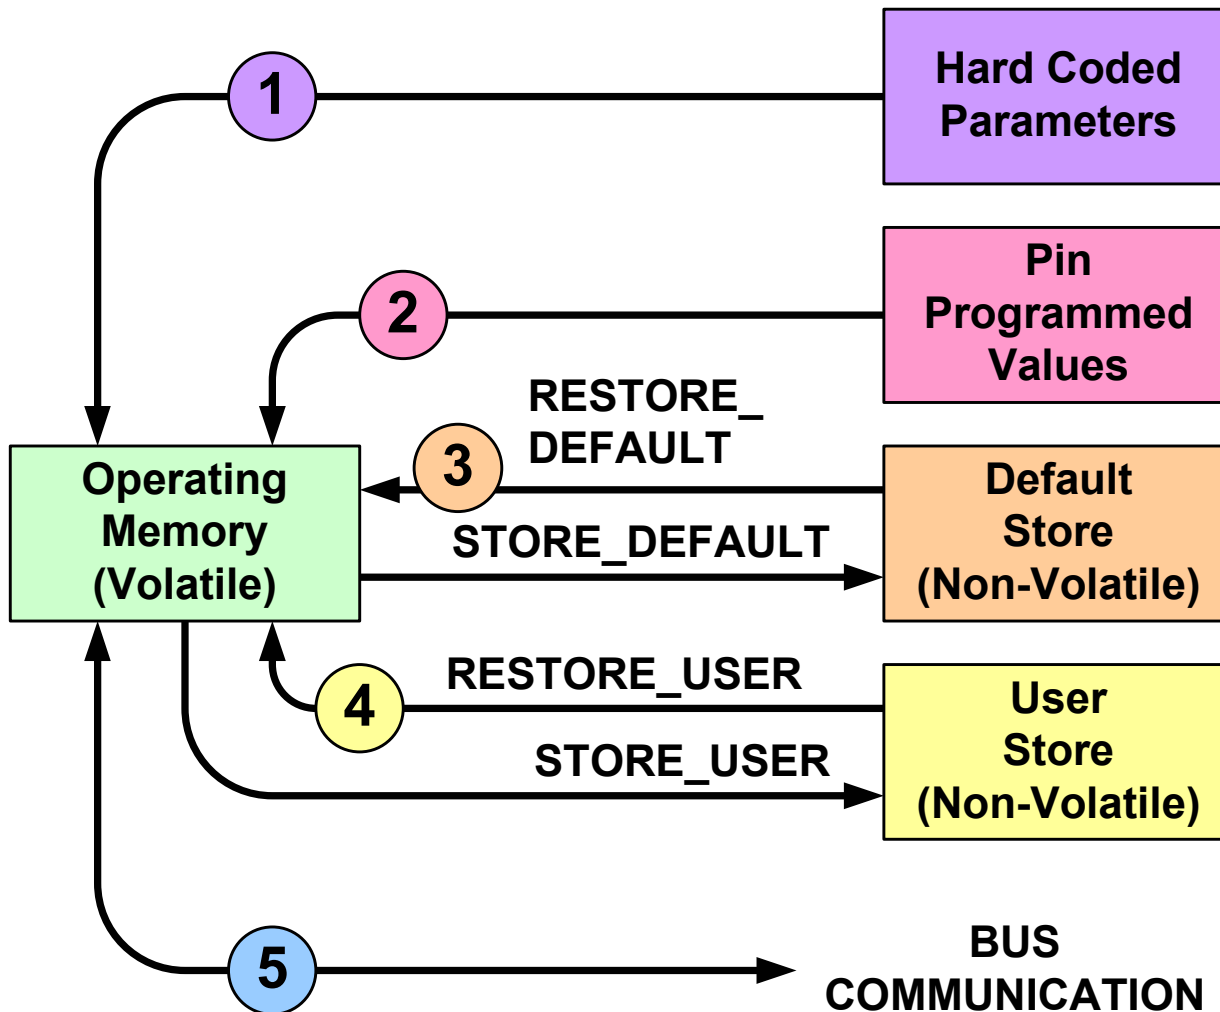 1
Hard Coded
Parameters
2
Pin
Programmed
Values
RESTORE_
DEFAULT
3
Operating
Memory
(Volatile)
STORE_DEFAULT
Default
Store
(Non-Volatile)
RESTORE_USER
4
STORE_USER
User
Store
(Non-Volatile)
5
BUS
COMMUNICATION